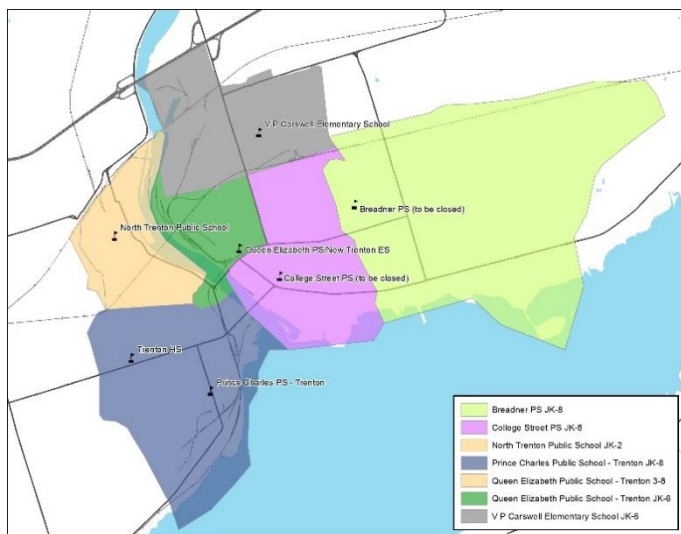 V P Carswell Elementary School
Breadner PS (to be closed)
North Trenton Public School
Queen Elizabeth PS/New Trenton ES
College Street PS (to be closed)
Trenton HS
Prince Charles PS - Trenton
Breadner PS JK-8
College Street PS JK-8
North Trenton Public School JK-2
Prince Charles Public School - Trenton JK-8
Queen Elizabeth Public School - Trenton 3-8
Queen Elizabeth Public School - Trenton JK-6
V P Carswell Elementary School JK-6